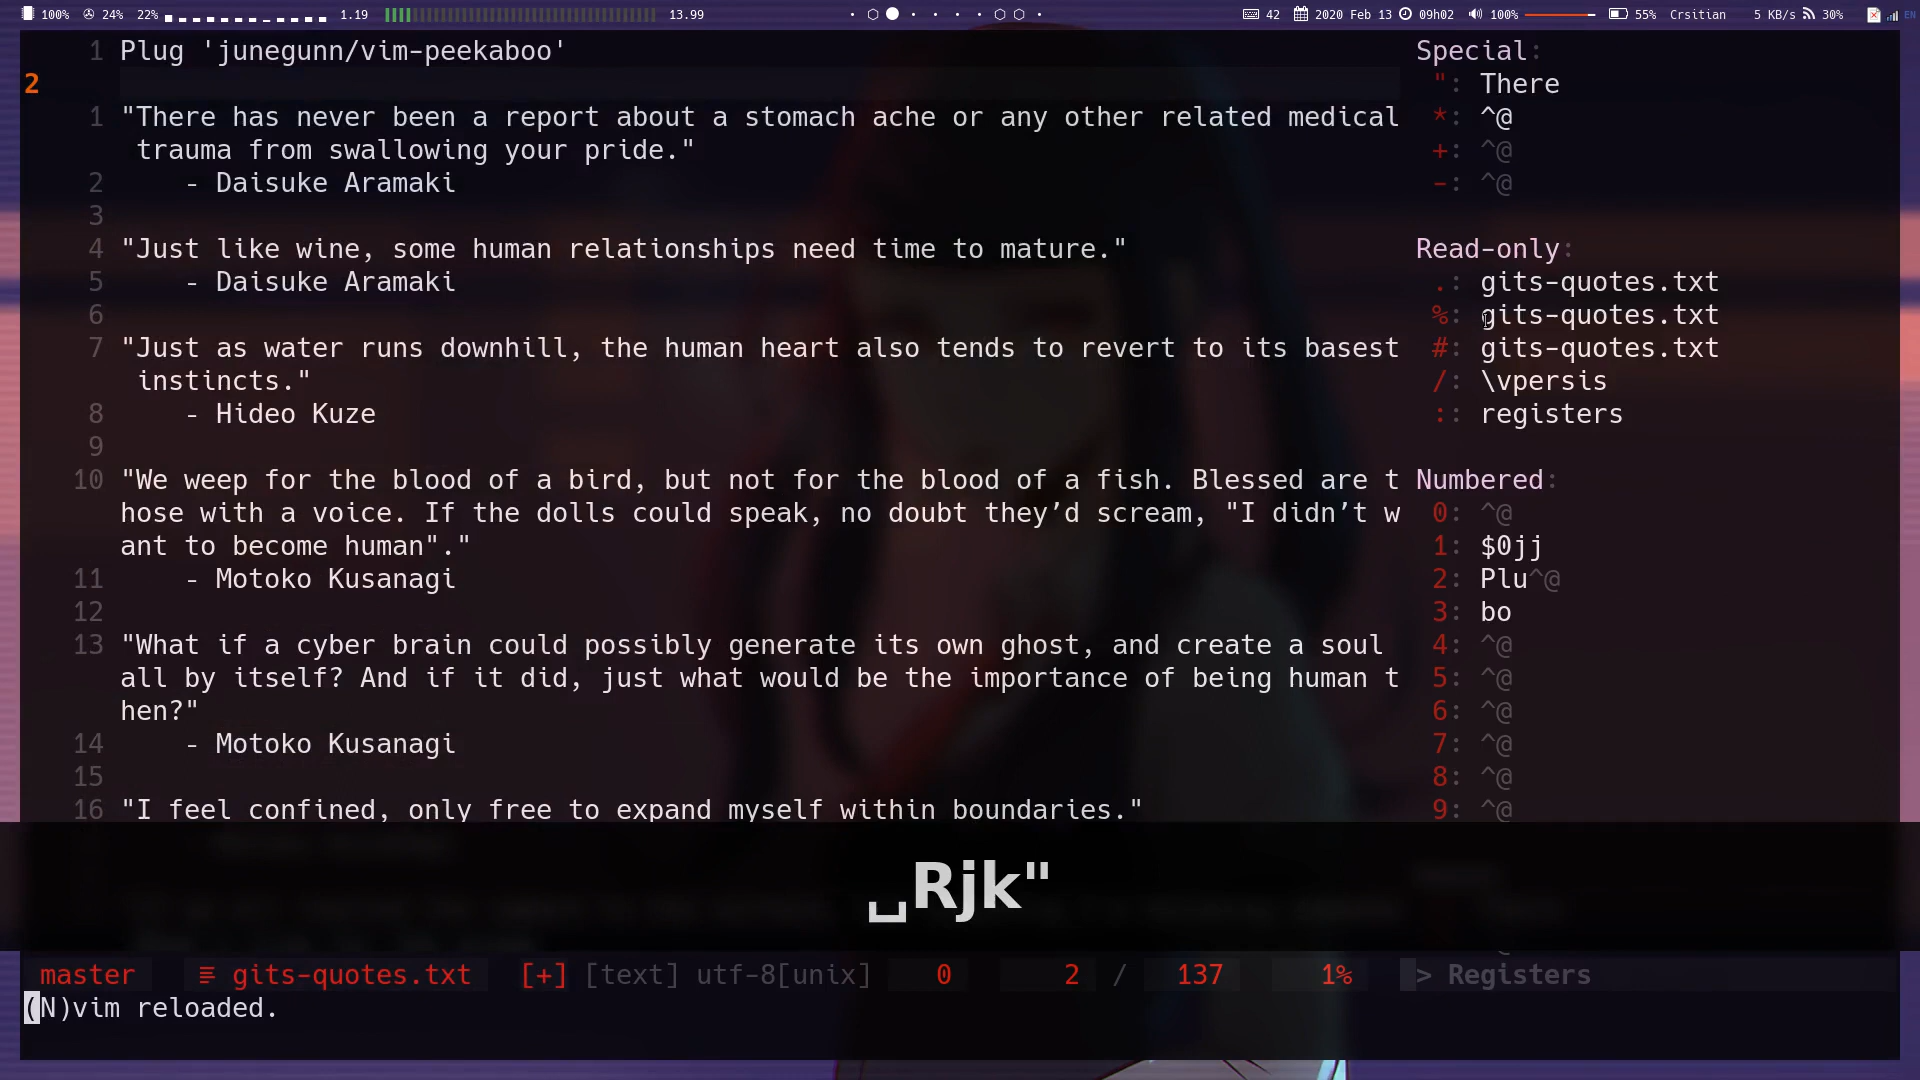 100% 24% 22% 1.19 13.99 42 2020 Feb 13 09h02 100% 55% Crsitian 5 KB/s 30% EN
1 Plug 'junegunn/vim-peekaboo'
2
1 "There has never been a report about a stomach ache or any other related medical
trauma from swallowing your pride."
2 - Daisuke Aramaki
3
4 "Just like wine, some human relationships need time to mature."
5 - Daisuke Aramaki
6
7 "Just as water runs downhill, the human heart also tends to revert to its basest
instincts."
8 - Hideo Kuze
9
10 "We weep for the blood of a bird, but not for the blood of a fish. Blessed are t
hose with a voice. If the dolls could speak, no doubt they’d scream, "I didn’t w
ant to become human"."
11 - Motoko Kusanagi
12
13 "What if a cyber brain could possibly generate its own ghost, and create a soul
all by itself? And if it did, just what would be the importance of being human t
hen?"
14 - Motoko Kusanagi
15
16 "I feel confined, only free to expand myself within boundaries."
Special:
": There
*: ^@
+: ^@
-: ^@
Read-only:
.: gits-quotes.txt
%: gits-quotes.txt
#: gits-quotes.txt
/: \vpersis
:: registers
Numbered:
0: ^@
1: $0jj
2: Plu^@
3: bo
4: ^@
5: ^@
6: ^@
7: ^@
8: ^@
9: ^@
␣Rjk"
master ≡ gits-quotes.txt [+] [text] utf-8[unix] 0 2 / 137 1% > Registers
(N)vim reloaded.